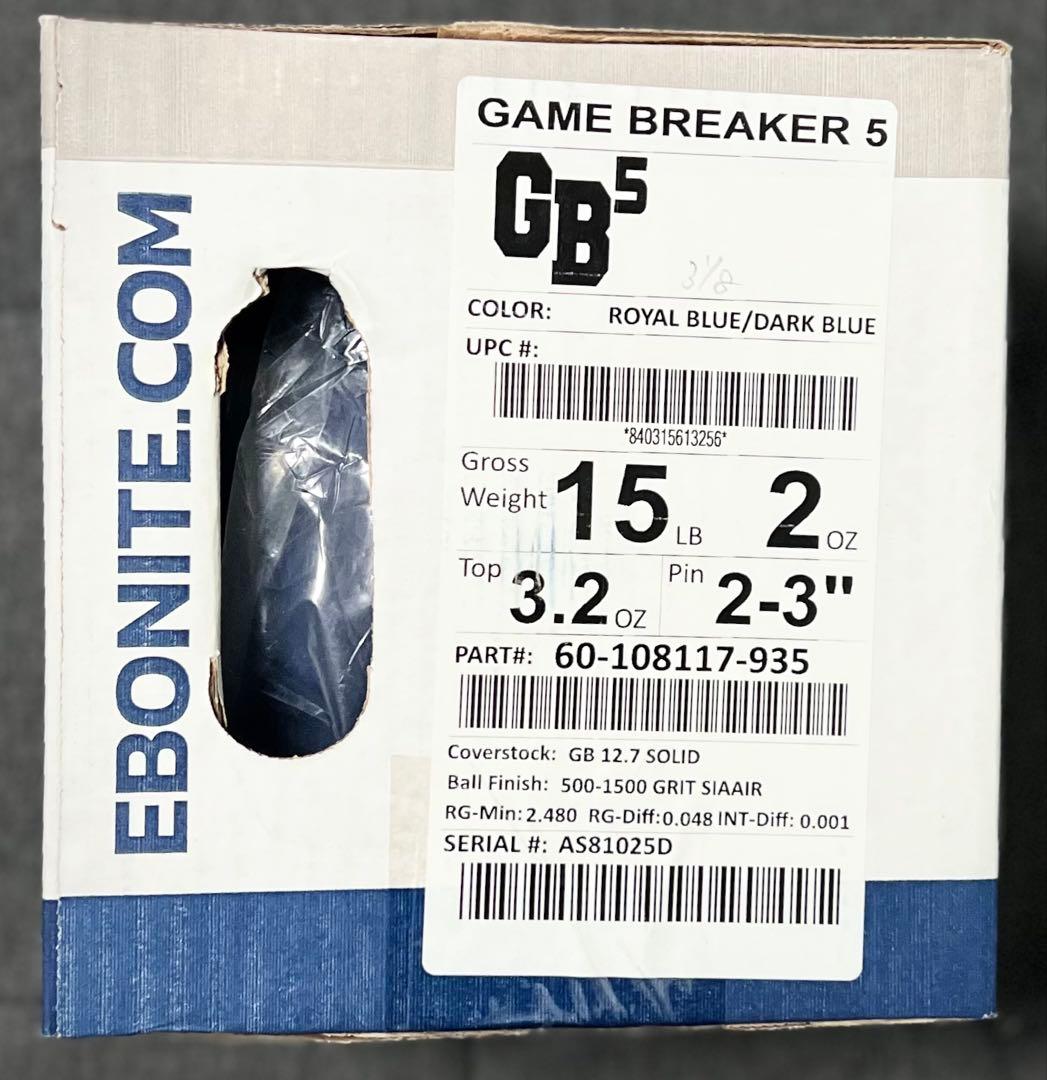 EBONITE.COM
GAME BREAKER 5
GB5
3 1/8
COLOR: ROYAL BLUE/DARK BLUE
UPC #:
*840315613256*
Gross Weight 15 LB 2 OZ
Top 3.2 OZ Pin 2-3"
PART#: 60-108117-935
Coverstock: GB 12.7 SOLID
Ball Finish: 500-1500 GRIT SIAAIR
RG-Min: 2.480 RG-Diff:0.048 INT-Diff: 0.001
SERIAL #: AS81025D